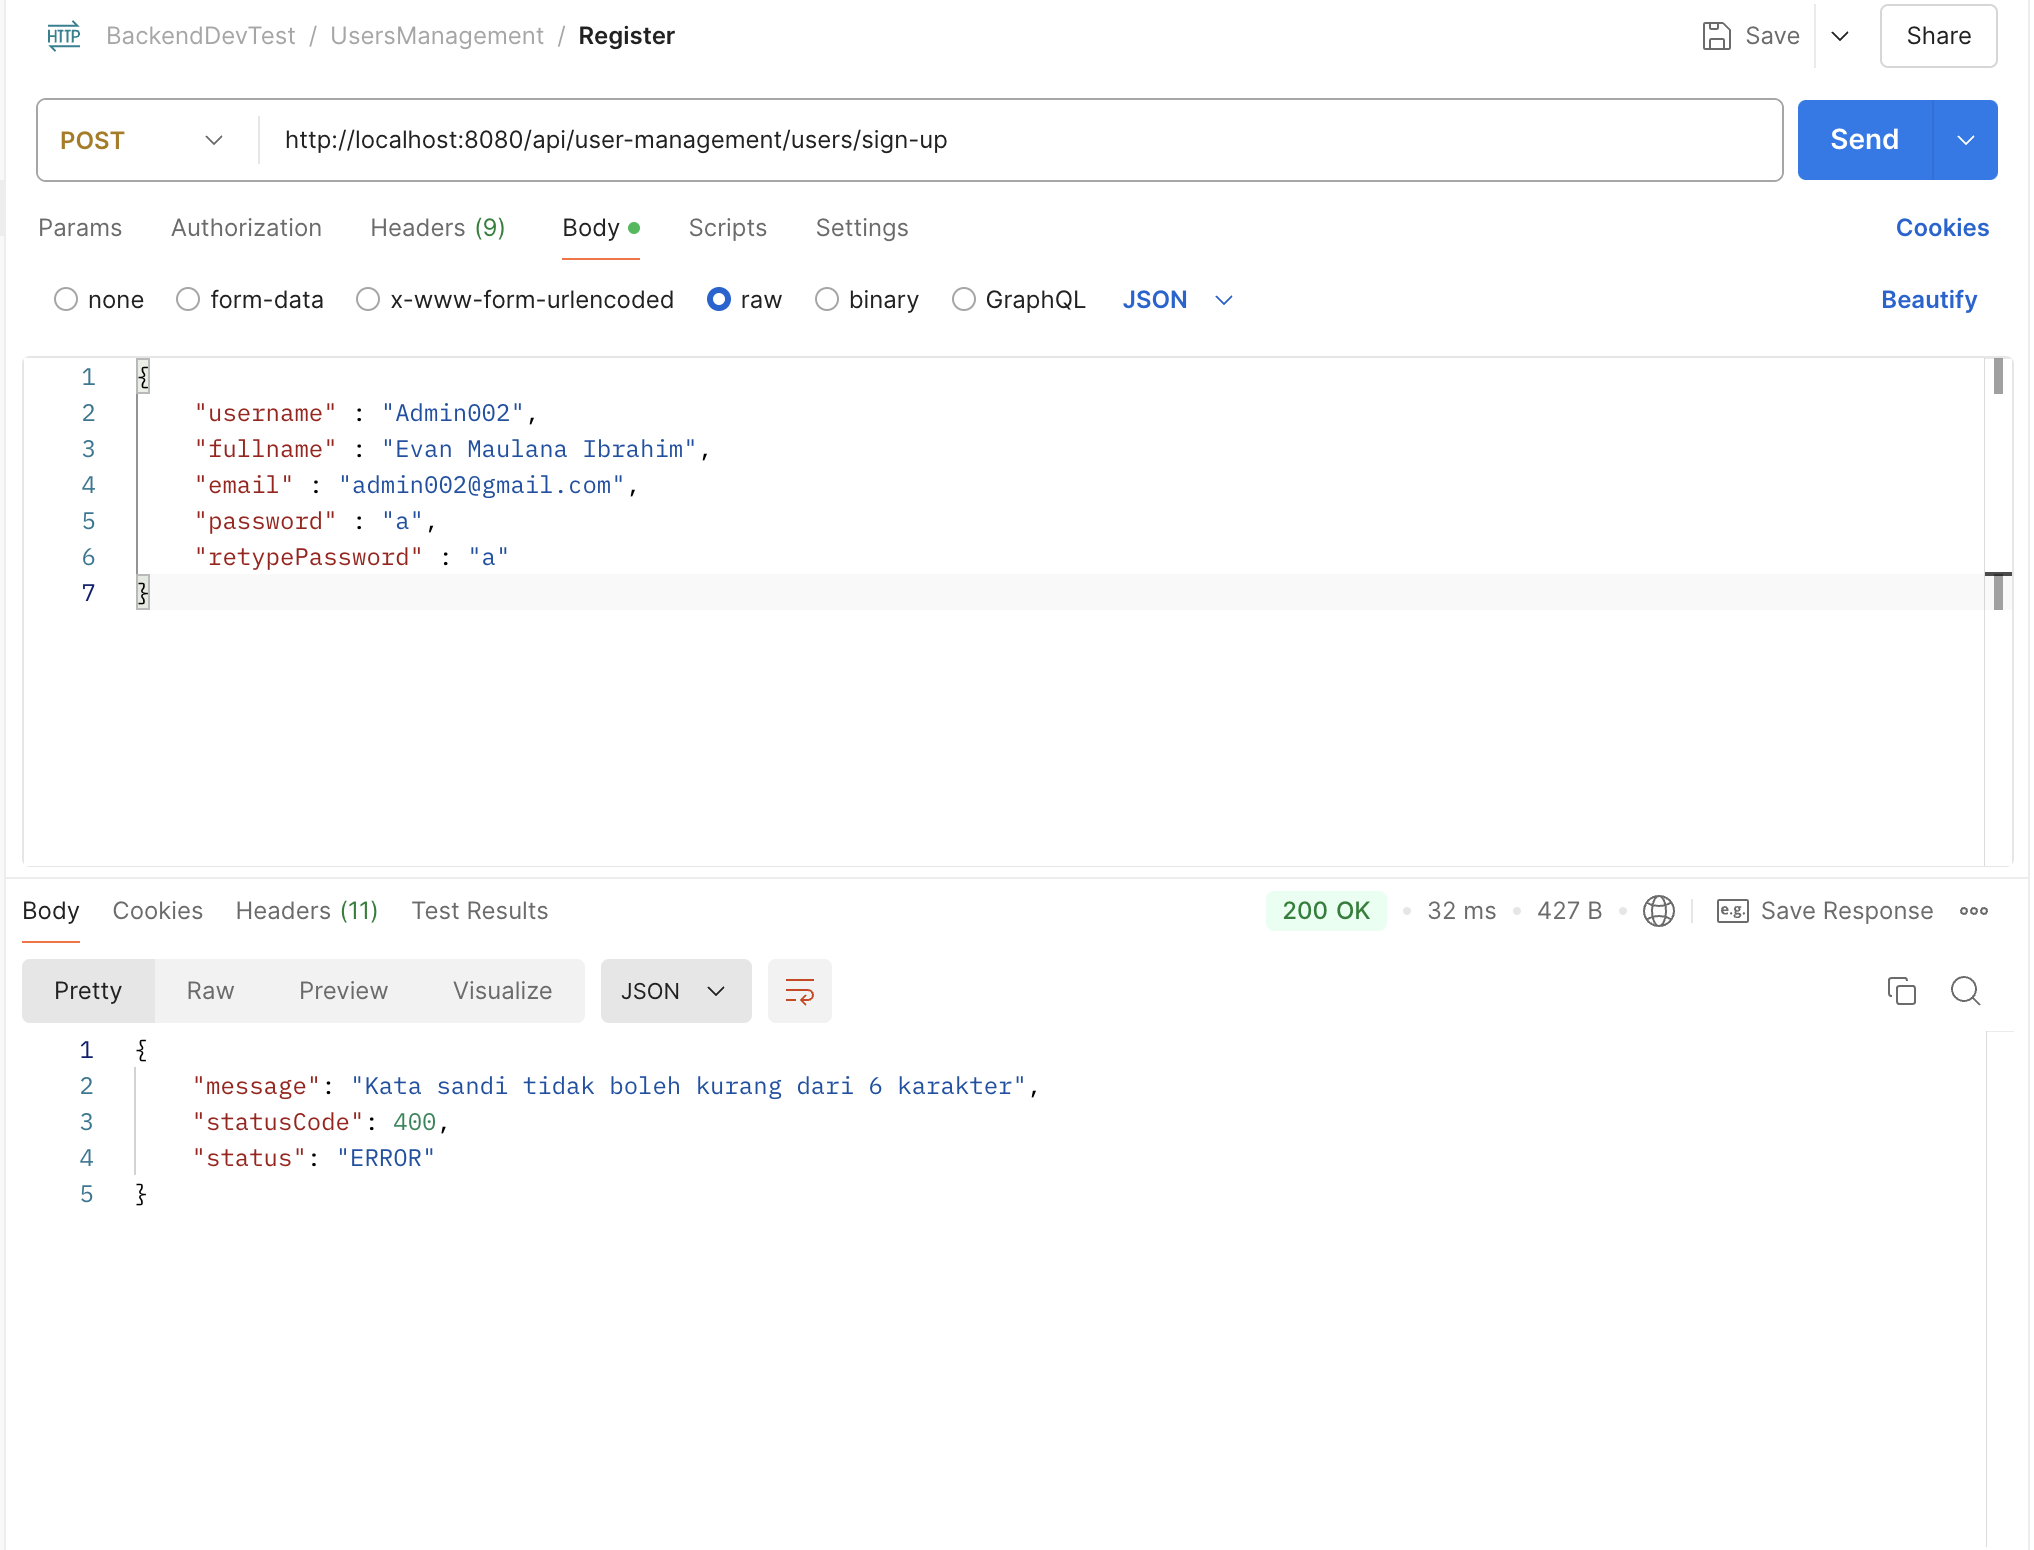 HTTP BackendDevTest / UsersManagement / Register Save Share
POST http://localhost:8080/api/user-management/users/sign-up Send
Params Authorization Headers (9) Body Scripts Settings Cookies
none form-data x-www-form-urlencoded raw binary GraphQL JSON Beautify
1 {
2 "username" : "Admin002",
3 "fullname" : "Evan Maulana Ibrahim",
4 "email" : "admin002@gmail.com",
5 "password" : "a",
6 "retypePassword" : "a"
7 }
Body Cookies Headers (11) Test Results 200 OK • 32 ms • 427 B • e.g. Save Response
Pretty Raw Preview Visualize JSON
1 {
2 "message": "Kata sandi tidak boleh kurang dari 6 karakter",
3 "statusCode": 400,
4 "status": "ERROR"
5 }